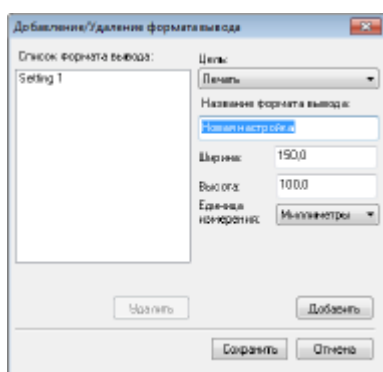 Добавление/Удаление формата вывода
Список формата вывода:
Setting 1
Цель:
Печать
Название формата вывода:
Новая настройка
Ширина: 150,0
Высота: 100,0
Единица измерения: Миллиметры
Удалить
Добавить
Сохранить
Отмена